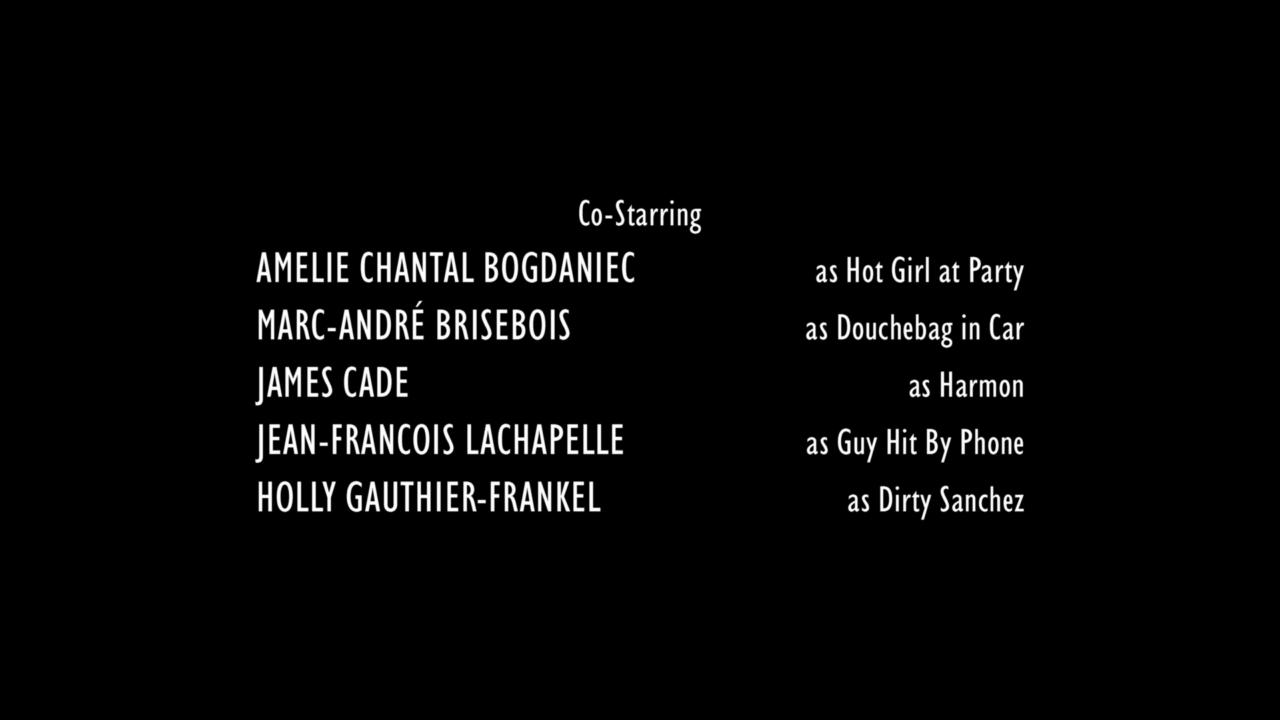 Co-Starring
AMELIE CHANTAL BOGDANIEC as Hot Girl at Party
MARC-ANDRÉ BRISEBOIS as Douchebag in Car
JAMES CADE as Harmon
JEAN-FRANCOIS LACHAPELLE as Guy Hit By Phone
HOLLY GAUTHIER-FRANKEL as Dirty Sanchez